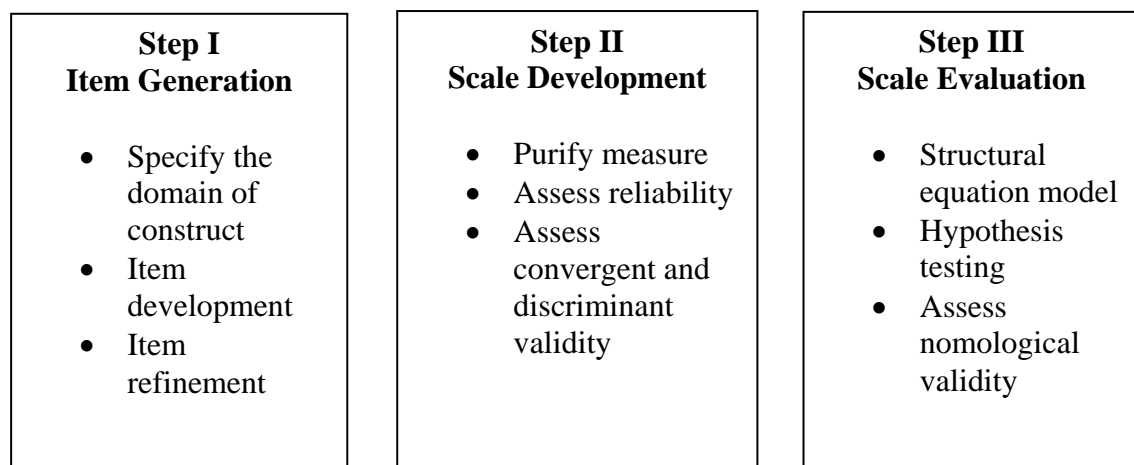 Step I
Item Generation
• Specify the
domain of
construct
• Item
development
• Item
refinement
Step II
Scale Development
• Purify measure
• Assess reliability
• Assess
convergent and
discriminant
validity
Step III
Scale Evaluation
• Structural
equation model
• Hypothesis
testing
• Assess
nomological
validity